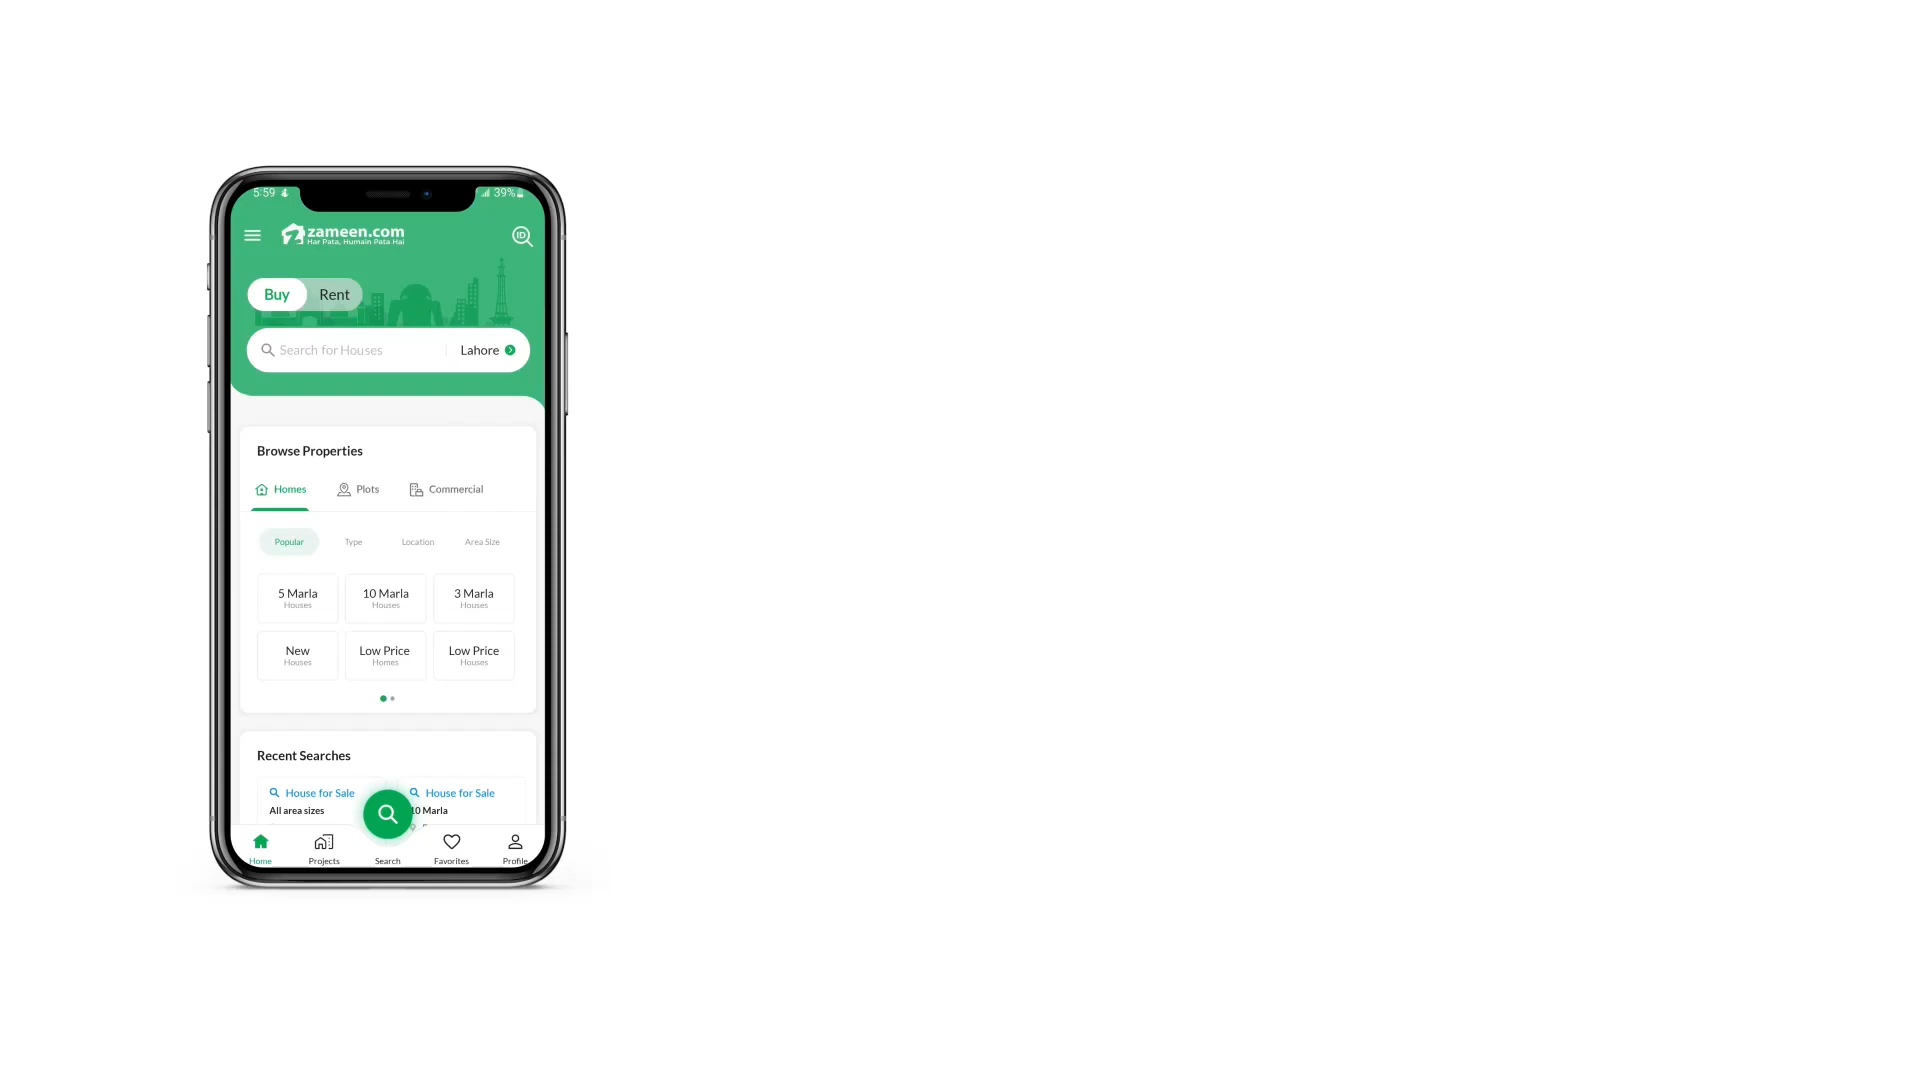 5:59
39%
zameen.com
Har Pata, Humain Pata Hai
ID
Buy Rent
Search for Houses Lahore
Browse Properties
Homes Plots Commercial
Popular Type Location Area Size
5 Marla 10 Marla 3 Marla
Houses Houses Houses
New Low Price Low Price
Houses Homes Houses
Recent Searches
House for Sale House for Sale
All area sizes 10 Marla
Home Projects Search Favorites Profile